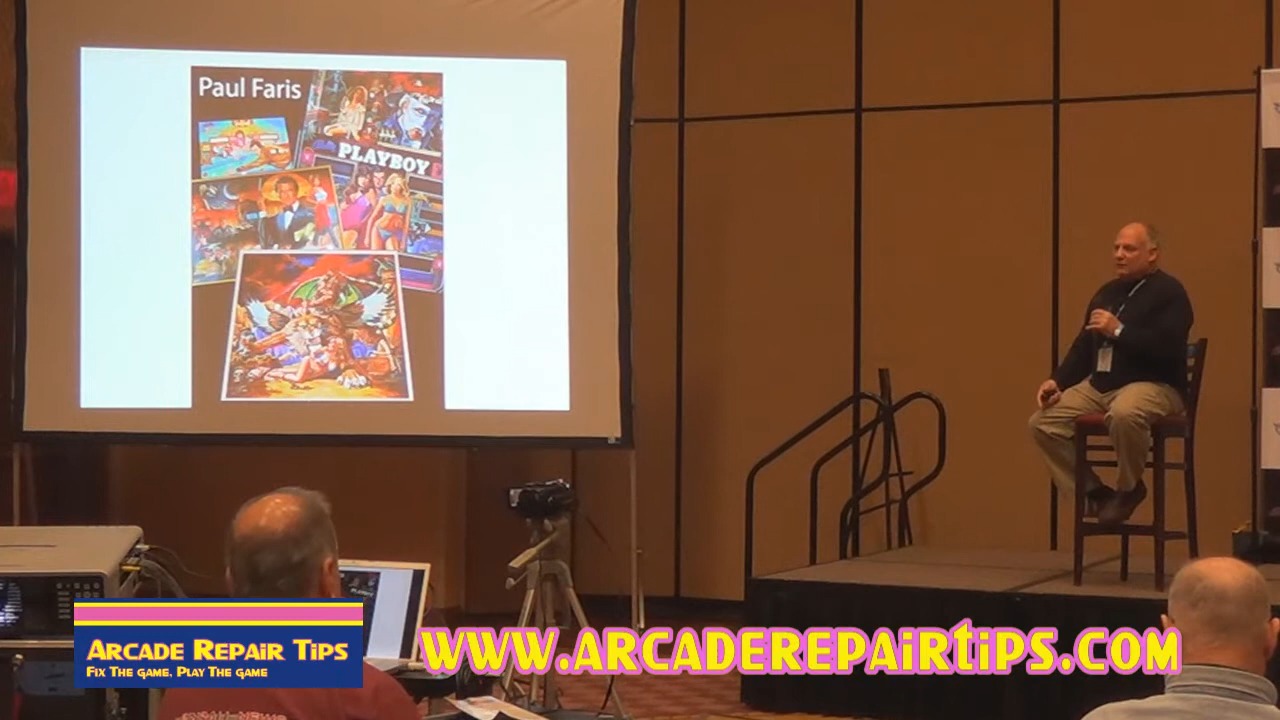 Paul Faris
PLAYBOY
ARCADE REPAIR TIPS
FIX THE GAME, PLAY THE GAME
WWW.ARCADEREPAIRTIPS.COM